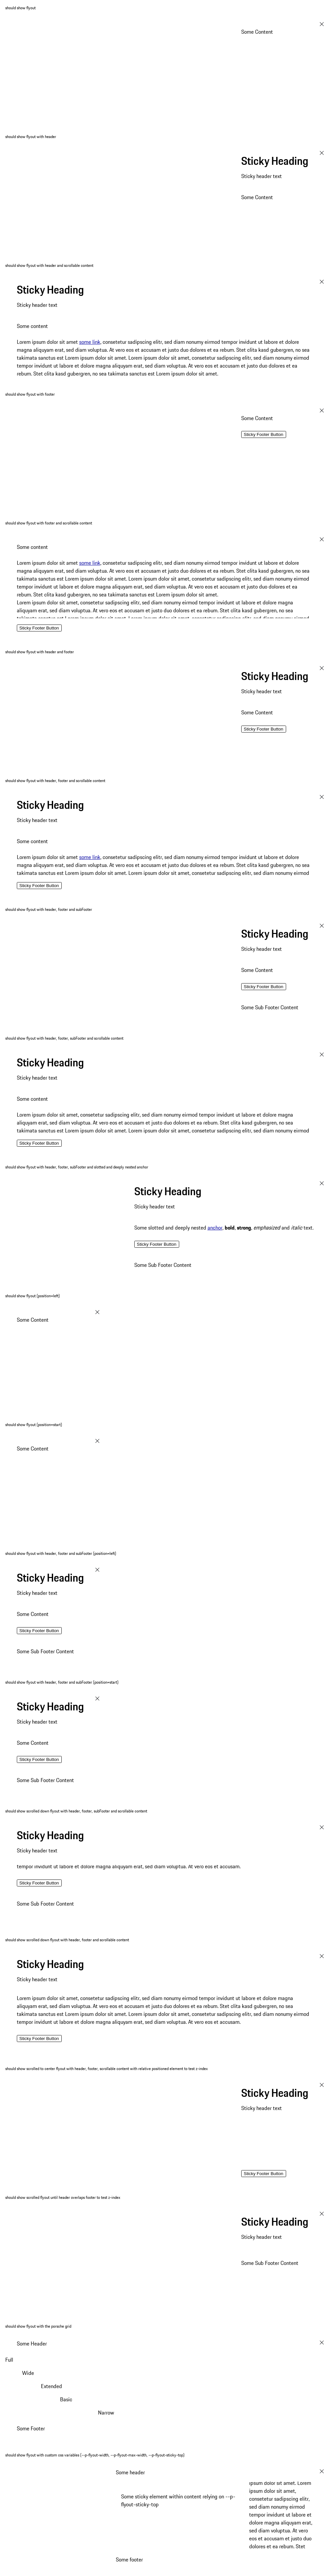 should show flyout
Some Content
should show flyout with header
Sticky Heading
Sticky header text
Some Content
should show flyout with header and scrollable content
Sticky Heading
Sticky header text
Some content
Lorem ipsum dolor sit amet some link, consetetur sadipscing elitr, sed diam nonumy eirmod tempor invidunt ut labore et dolore
magna aliquyam erat, sed diam voluptua. At vero eos et accusam et justo duo dolores et ea rebum. Stet clita kasd gubergren, no sea
takimata sanctus est Lorem ipsum dolor sit amet. Lorem ipsum dolor sit amet, consetetur sadipscing elitr, sed diam nonumy eirmod
tempor invidunt ut labore et dolore magna aliquyam erat, sed diam voluptua. At vero eos et accusam et justo duo dolores et ea
rebum. Stet clita kasd gubergren, no sea takimata sanctus est Lorem ipsum dolor sit amet.
should show flyout with footer
Some Content
Sticky Footer Button
should show flyout with footer and scrollable content
Some content
Lorem ipsum dolor sit amet some link, consetetur sadipscing elitr, sed diam nonumy eirmod tempor invidunt ut labore et dolore
magna aliquyam erat, sed diam voluptua. At vero eos et accusam et justo duo dolores et ea rebum. Stet clita kasd gubergren, no sea
takimata sanctus est Lorem ipsum dolor sit amet. Lorem ipsum dolor sit amet, consetetur sadipscing elitr, sed diam nonumy eirmod
tempor invidunt ut labore et dolore magna aliquyam erat, sed diam voluptua. At vero eos et accusam et justo duo dolores et ea
rebum. Stet clita kasd gubergren, no sea takimata sanctus est Lorem ipsum dolor sit amet.
Lorem ipsum dolor sit amet, consetetur sadipscing elitr, sed diam nonumy eirmod tempor invidunt ut labore et dolore magna
aliquyam erat, sed diam voluptua. At vero eos et accusam et justo duo dolores et ea rebum. Stet clita kasd gubergren, no sea
takimata sanctus est Lorem ipsum dolor sit amet. Lorem ipsum dolor sit amet, consetetur sadipscing elitr, sed diam nonumy eirmod
Sticky Footer Button
should show flyout with header and footer
Sticky Heading
Sticky header text
Some Content
Sticky Footer Button
should show flyout with header, footer and scrollable content
Sticky Heading
Sticky header text
Some content
Lorem ipsum dolor sit amet some link, consetetur sadipscing elitr, sed diam nonumy eirmod tempor invidunt ut labore et dolore
magna aliquyam erat, sed diam voluptua. At vero eos et accusam et justo duo dolores et ea rebum. Stet clita kasd gubergren, no sea
takimata sanctus est Lorem ipsum dolor sit amet. Lorem ipsum dolor sit amet, consetetur sadipscing elitr, sed diam nonumy eirmod
Sticky Footer Button
should show flyout with header, footer and subFooter
Sticky Heading
Sticky header text
Some Content
Sticky Footer Button
Some Sub Footer Content
should show flyout with header, footer, subFooter and scrollable content
Sticky Heading
Sticky header text
Some content
Lorem ipsum dolor sit amet, consetetur sadipscing elitr, sed diam nonumy eirmod tempor invidunt ut labore et dolore magna
aliquyam erat, sed diam voluptua. At vero eos et accusam et justo duo dolores et ea rebum. Stet clita kasd gubergren, no sea
takimata sanctus est Lorem ipsum dolor sit amet. Lorem ipsum dolor sit amet, consetetur sadipscing elitr, sed diam nonumy eirmod
Sticky Footer Button
should show flyout with header, footer, subFooter and slotted and deeply nested anchor
Sticky Heading
Sticky header text
Some slotted and deeply nested anchor, bold, strong, emphasized and italic text.
Sticky Footer Button
Some Sub Footer Content
should show flyout (position=left)
Some Content
should show flyout (position=start)
Some Content
should show flyout with header, footer and subFooter (position=left)
Sticky Heading
Sticky header text
Some Content
Sticky Footer Button
Some Sub Footer Content
should show flyout with header, footer and subFooter (position=start)
Sticky Heading
Sticky header text
Some Content
Sticky Footer Button
Some Sub Footer Content
should show scrolled down flyout with header, footer, subFooter and scrollable content
Sticky Heading
Sticky header text
tempor invidunt ut labore et dolore magna aliquyam erat, sed diam voluptua. At vero eos et accusam.
Sticky Footer Button
Some Sub Footer Content
should show scrolled down flyout with header, footer and scrollable content
Sticky Heading
Sticky header text
Lorem ipsum dolor sit amet, consetetur sadipscing elitr, sed diam nonumy eirmod tempor invidunt ut labore et dolore magna
aliquyam erat, sed diam voluptua. At vero eos et accusam et justo duo dolores et ea rebum. Stet clita kasd gubergren, no sea
takimata sanctus est Lorem ipsum dolor sit amet. Lorem ipsum dolor sit amet, consetetur sadipscing elitr, sed diam nonumy eirmod
tempor invidunt ut labore et dolore magna aliquyam erat, sed diam voluptua. At vero eos et accusam.
Sticky Footer Button
should show scrolled to center flyout with header, footer, scrollable content with relative positioned element to test z-index
Sticky Heading
Sticky header text
Sticky Footer Button
should show scrolled flyout until header overlaps footer to test z-index
Sticky Heading
Sticky header text
Some Sub Footer Content
should show flyout with the porsche grid
Some Header
Full
Wide
Extended
Basic
Narrow
Some Footer
should show flyout with custom css variables (--p-flyout-width, --p-flyout-max-width, --p-flyout-sticky-top)
Some header
Some sticky element within content relying on --p-
flyout-sticky-top
ipsum dolor sit amet. Lorem
ipsum dolor sit amet,
consetetur sadipscing elitr,
sed diam nonumy eirmod
tempor invidunt ut labore et
dolore magna aliquyam
erat, sed diam voluptua. At
vero eos et accusam et
justo duo dolores et
dolores et ea rebum. Stet
Some footer